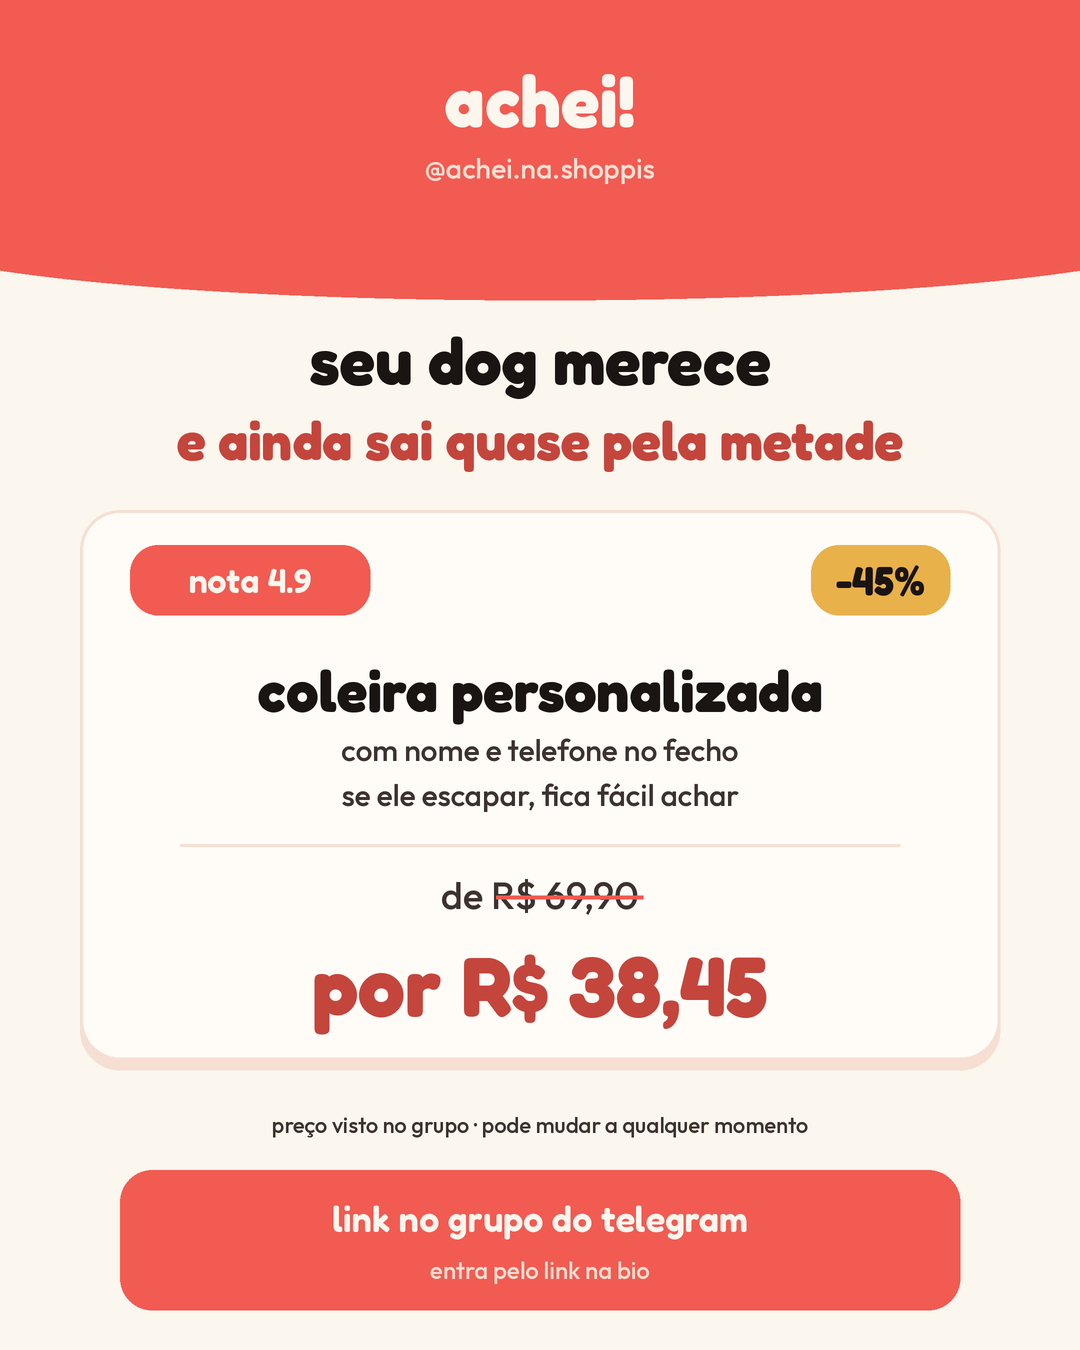 achei!
@achei.na.shoppis
seu dog merece
e ainda sai quase pela metade
nota 4.9
-45%
coleira personalizada
com nome e telefone no fecho
se ele escapar, fica fácil achar
de R$ 69,90
por R$ 38,45
preço visto no grupo · pode mudar a qualquer momento
link no grupo do telegram
entra pelo link na bio